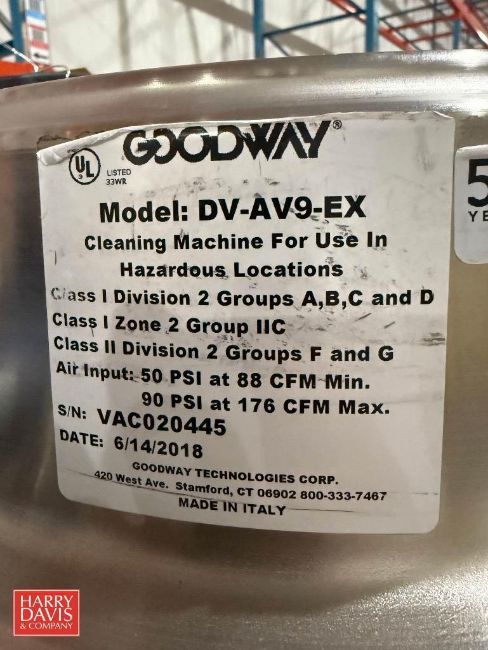 GOODWAY®
UL LISTED
33WR
Model: DV-AV9-EX
Cleaning Machine For Use In
Hazardous Locations
Class I Division 2 Groups A,B,C and D
Class I Zone 2 Group IIC
Class II Division 2 Groups F and G
Air Input: 50 PSI at 88 CFM Min.
90 PSI at 176 CFM Max.
S/N: VAC020445
DATE: 6/14/2018
GOODWAY TECHNOLOGIES CORP.
420 West Ave. Stamford, CT 06902 800-333-7467
MADE IN ITALY
5
YE
HARRY
DAVIS
& COMPANY